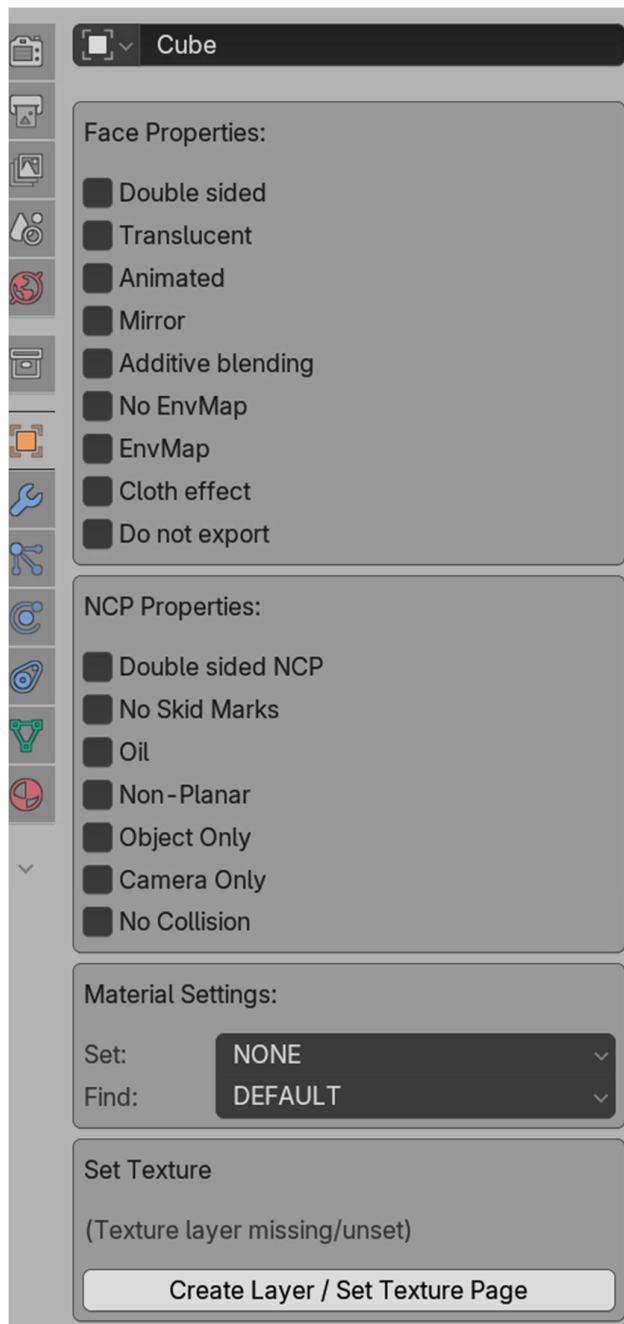 Cube
Face Properties:
Double sided
Translucent
Animated
Mirror
Additive blending
No EnvMap
EnvMap
Cloth effect
Do not export
NCP Properties:
Double sided NCP
No Skid Marks
Oil
Non-Planar
Object Only
Camera Only
No Collision
Material Settings:
Set: NONE
Find: DEFAULT
Set Texture
(Texture layer missing/unset)
Create Layer / Set Texture Page